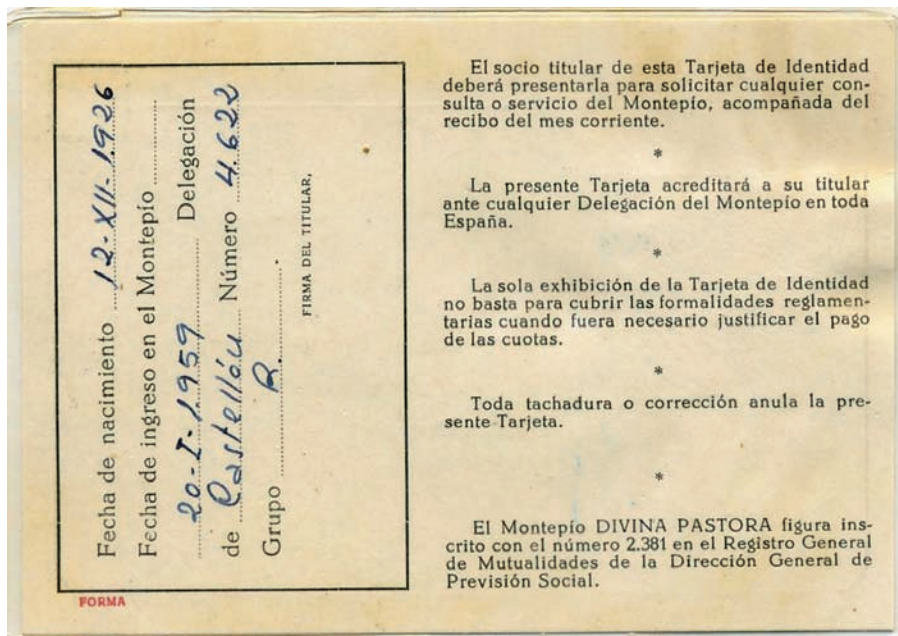 Fecha de nacimiento 12-XII-1926
Fecha de ingreso en el Montepío
20-I-1959 Delegación
de Castellón Número 4.622
Grupo R.
FIRMA DEL TITULAR,
FORMA
El socio titular de esta Tarjeta de Identidad
deberá presentarla para solicitar cualquier con-
sulta o servicio del Montepío, acompañada del
recibo del mes corriente.
*
La presente Tarjeta acreditará a su titular
ante cualquier Delegación del Montepío en toda
España.
*
La sola exhibición de la Tarjeta de Identidad
no basta para cubrir las formalidades reglamen-
tarias cuando fuera necesario justificar el pago
de las cuotas.
*
Toda tachadura o corrección anula la pre-
sente Tarjeta.
*
El Montepío DIVINA PASTORA figura ins-
crito con el número 2.381 en el Registro General
de Mutualidades de la Dirección General de
Previsión Social.